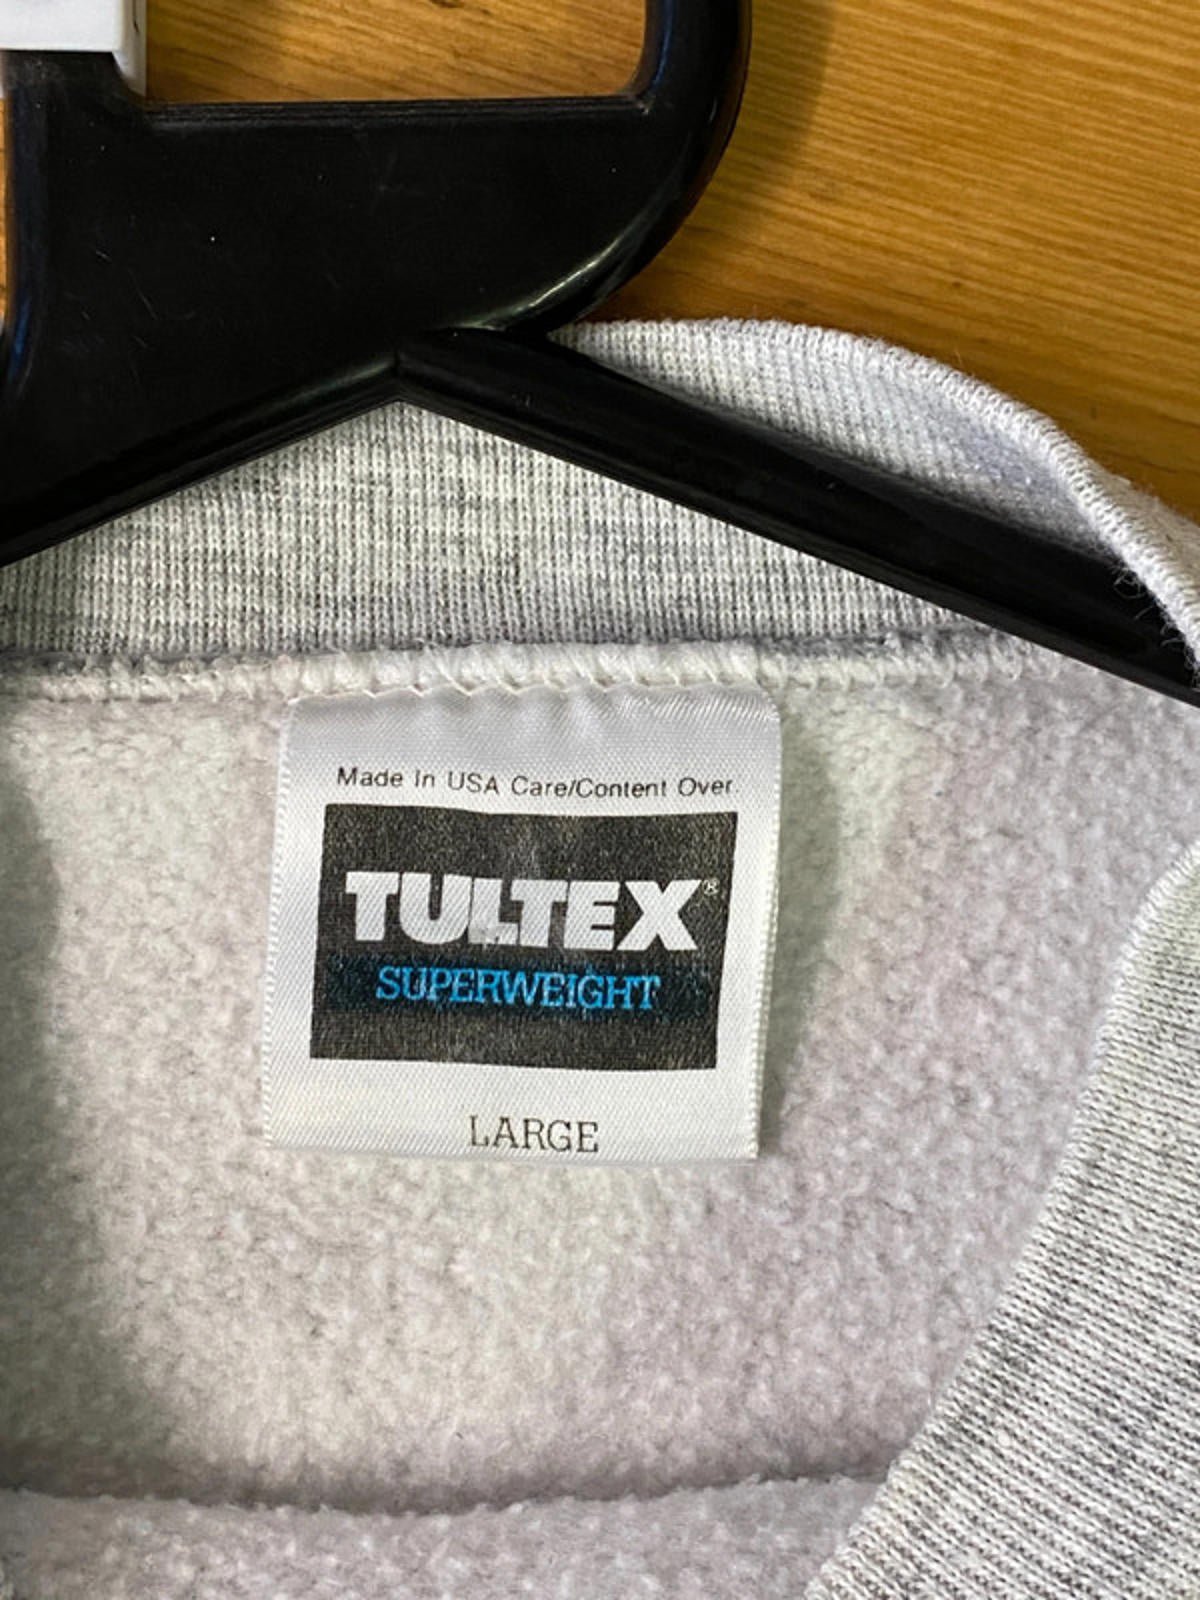 Made In USA Care/Content Over
TULTEX®
SUPERWEIGHT
LARGE